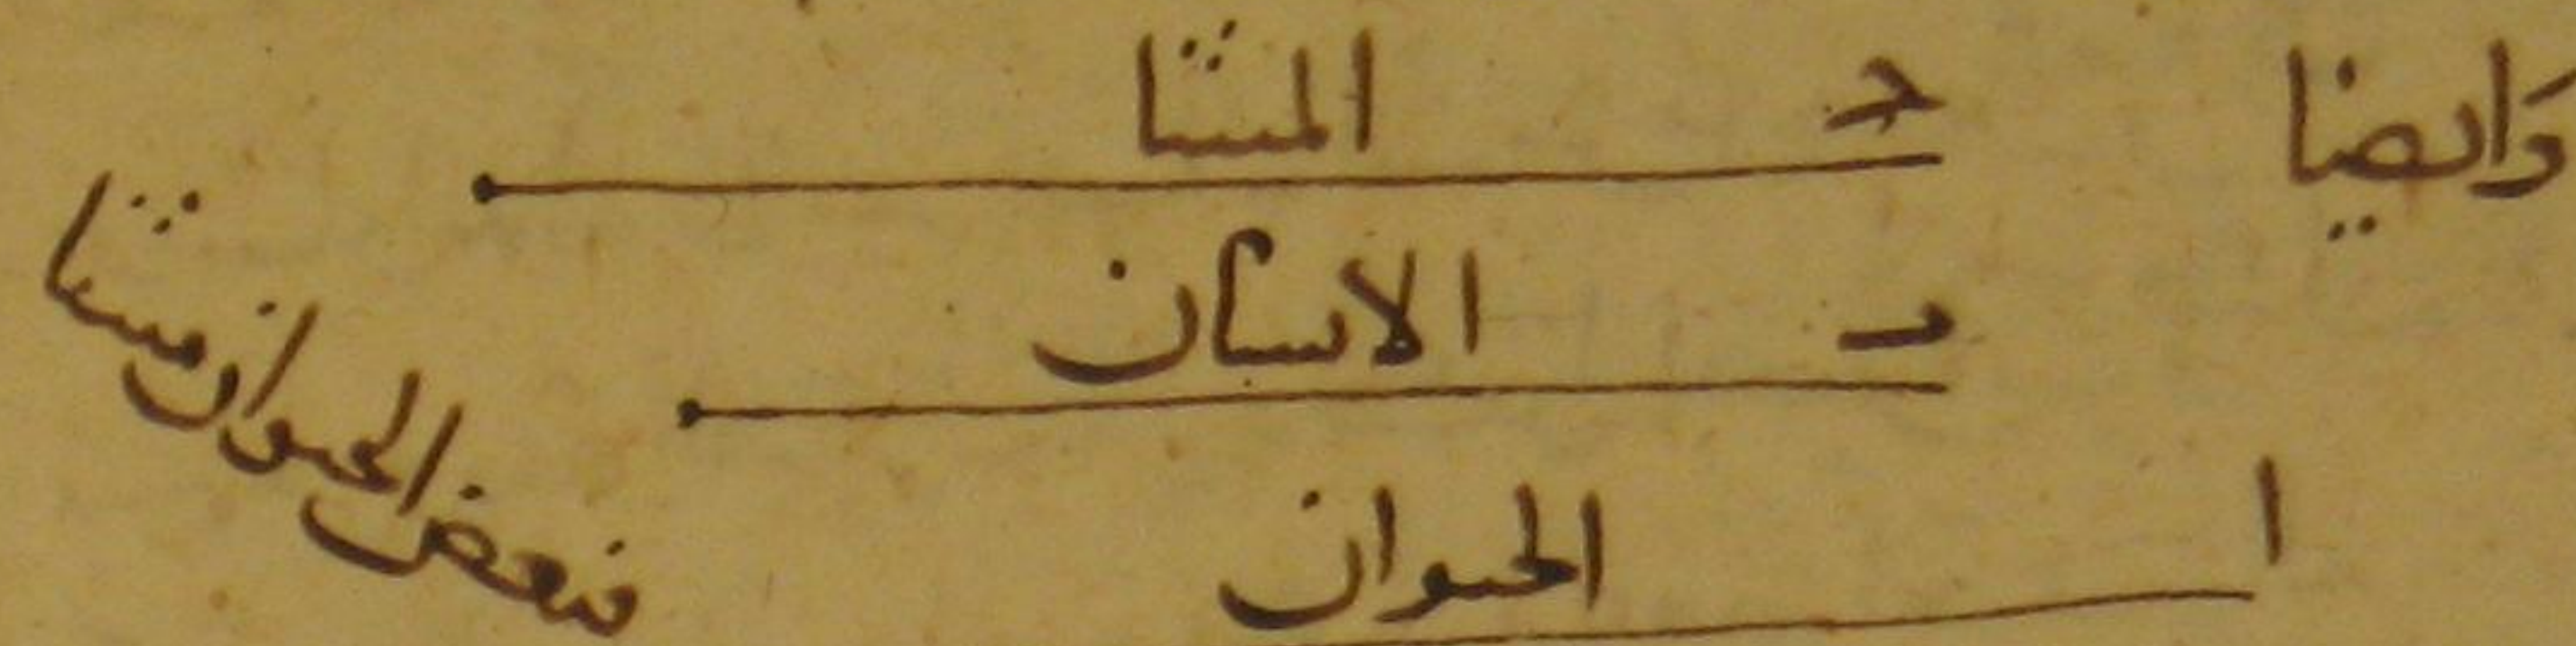 وايضا ج المشا
ب الانسان
ا الحيوان
فبعض الحيوان مشا